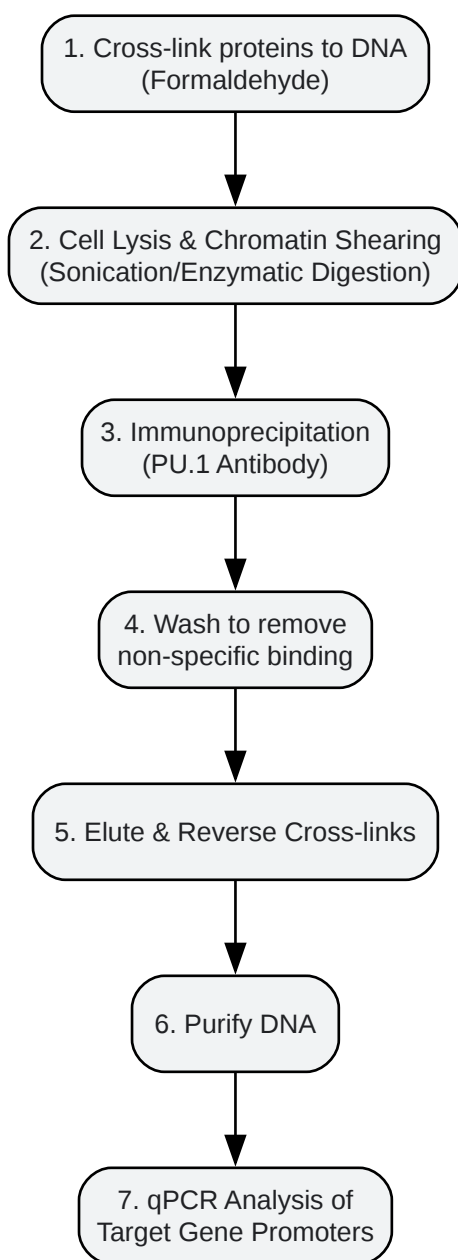 1. Cross-link proteins to DNA
(Formaldehyde)
2. Cell Lysis & Chromatin Shearing
(Sonication/Enzymatic Digestion)
3. Immunoprecipitation
(PU.1 Antibody)
4. Wash to remove
non-specific binding
5. Elute & Reverse Cross-links
6. Purify DNA
7. qPCR Analysis of
Target Gene Promoters